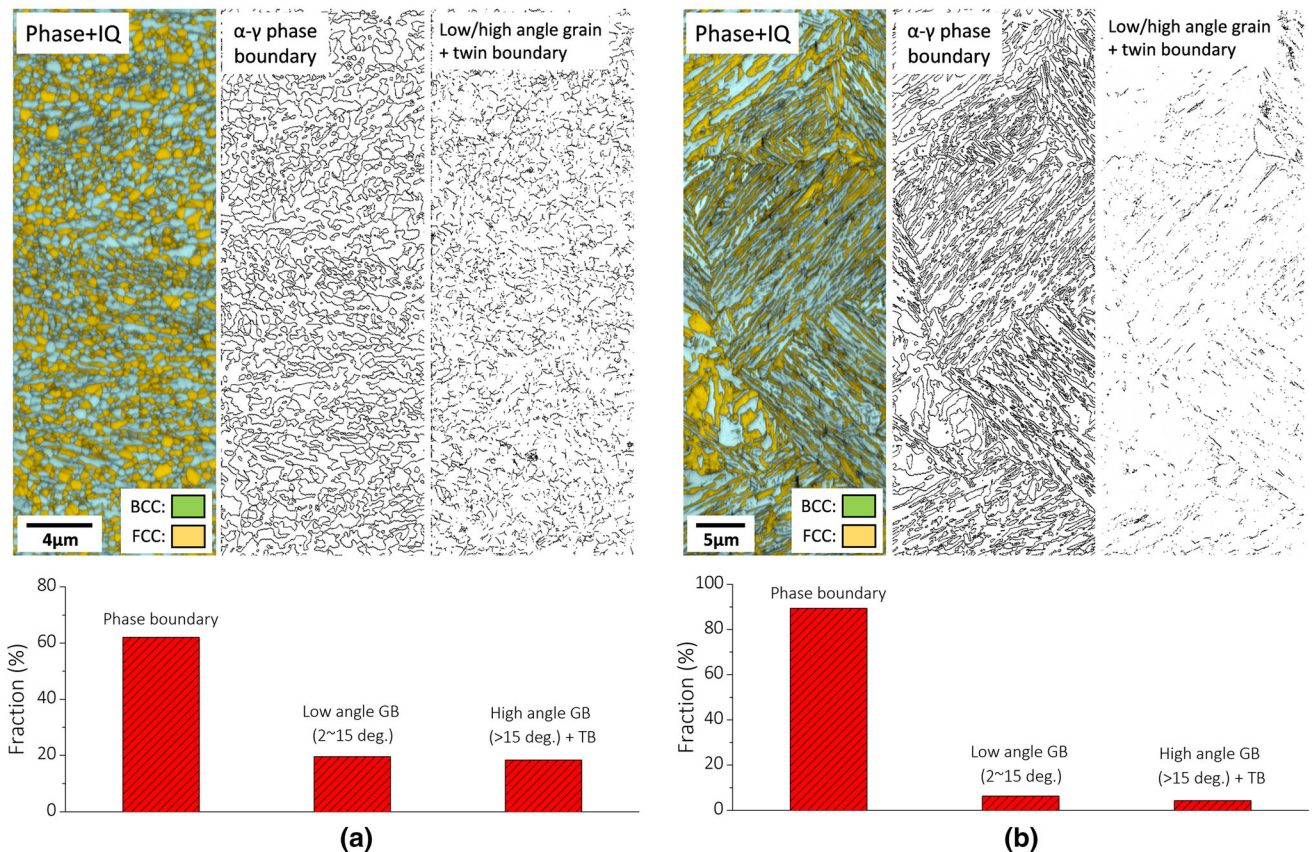 Phase+IQ
α-γ phase
boundary
Low/high angle grain
+ twin boundary
BCC:
FCC:
4μm
80
60
40
20
0
Fraction (%)
Phase boundary
Low angle GB
(2~15 deg.)
High angle GB
(>15 deg.) + TB
(a)
Phase+IQ
α-γ phase
boundary
Low/high angle grain
+ twin boundary
BCC:
FCC:
5μm
100
80
60
40
20
0
Fraction (%)
Phase boundary
Low angle GB
(2~15 deg.)
High angle GB
(>15 deg.) + TB
(b)